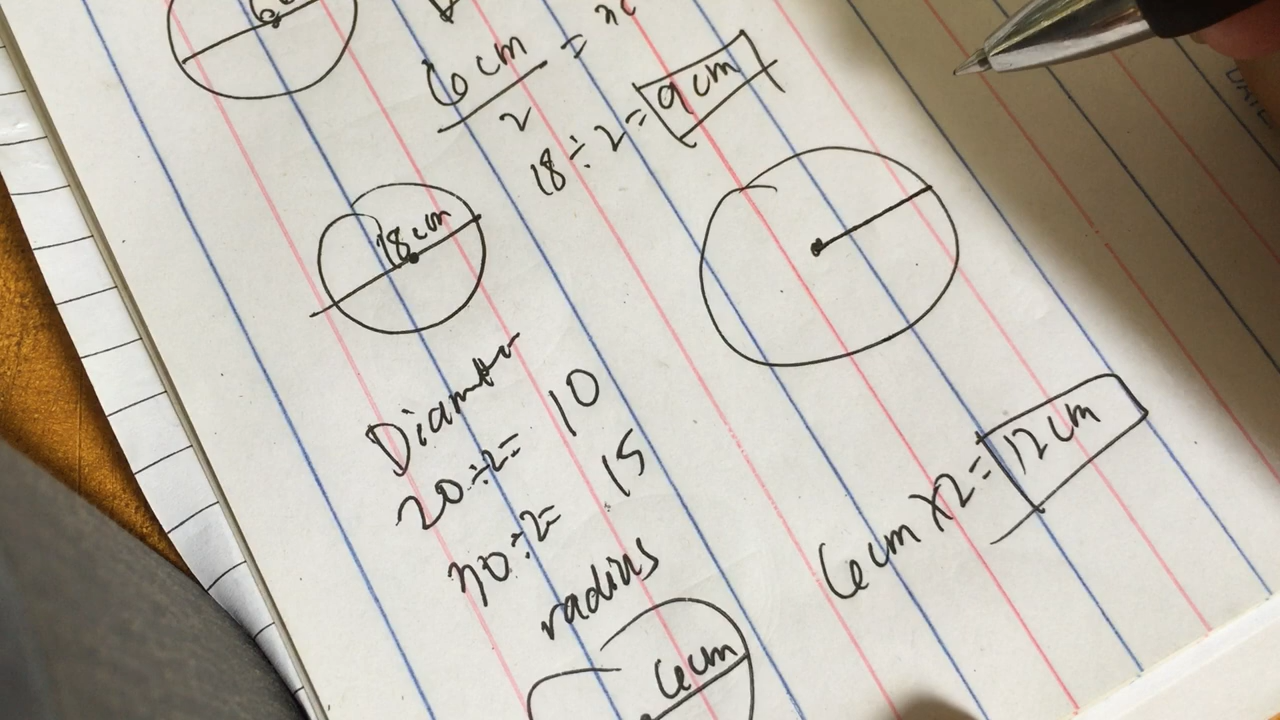 6cm
2
=
18 ÷ 2 = 9cm
18cm
Diameter
20 ÷ 2 = 10
30 ÷ 2 = 15
radius
6cm
6cm x 2 = 12cm